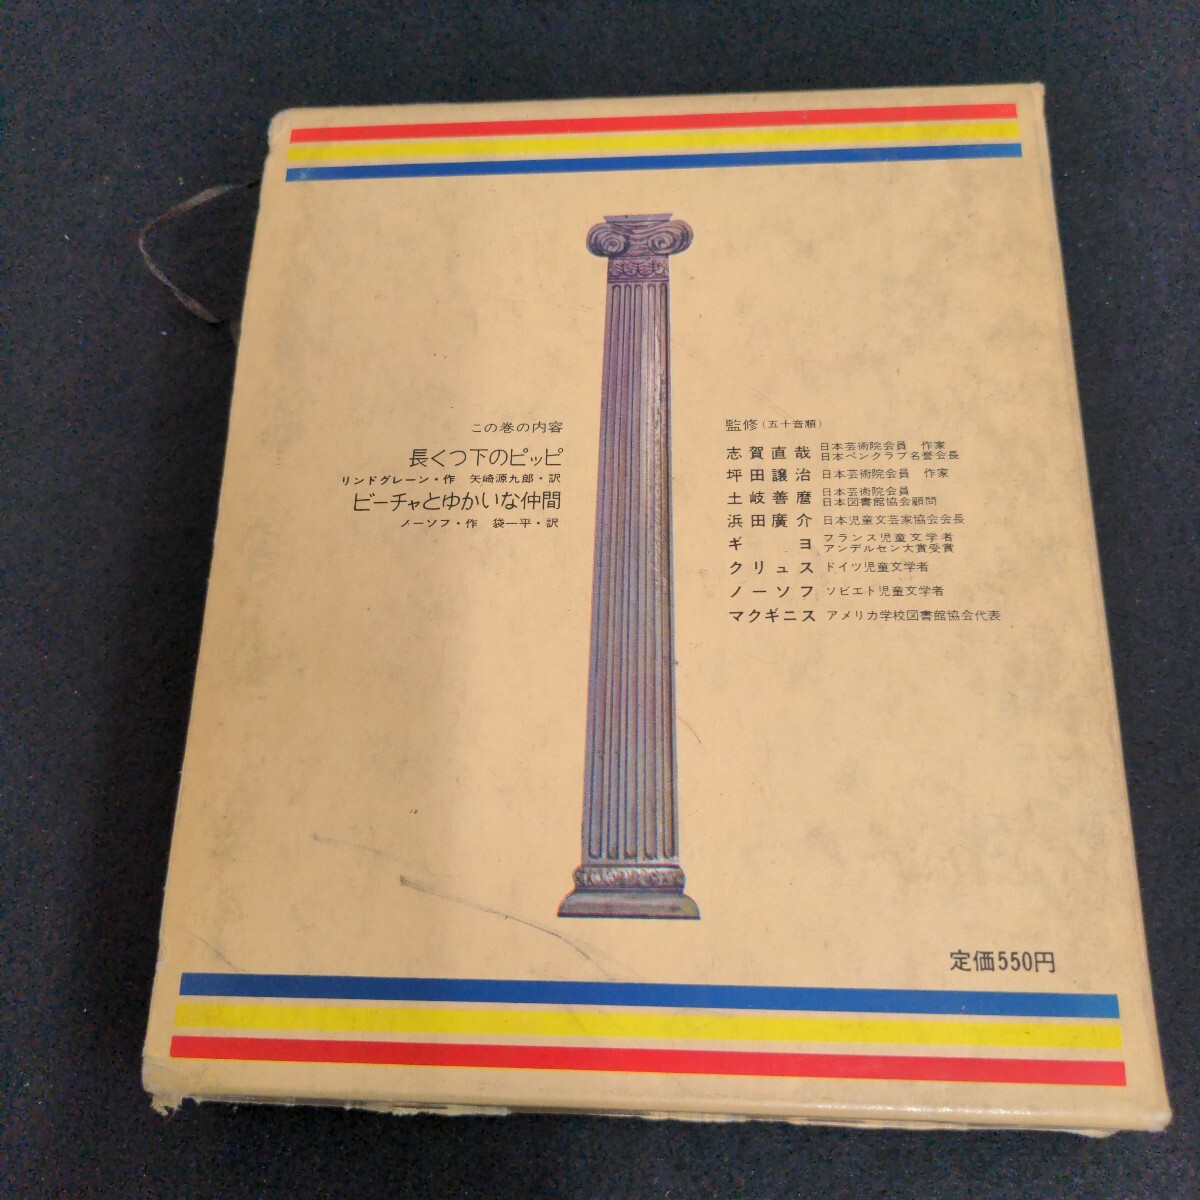 この巻の内容
長くつ下のピッピ
リンドグレーン・作 矢崎源九郎・訳
ビーチャとゆかいな仲間
ノーソフ・作 袋一平・訳
監修(五十音順)
志賀直哉 日本芸術院会員 作家
日本ペンクラブ名誉会長
坪田譲治 日本芸術院会員 作家
土岐善麿 日本芸術院会員
日本図書館協会顧問
浜田廣介 日本児童文芸家協会会長
ギヨ フランス児童文学者
アンデルセン大賞受賞
クリュス ドイツ児童文学者
ノーソフ ソビエト児童文学者
マクギニス アメリカ学校図書館協会代表
定価550円